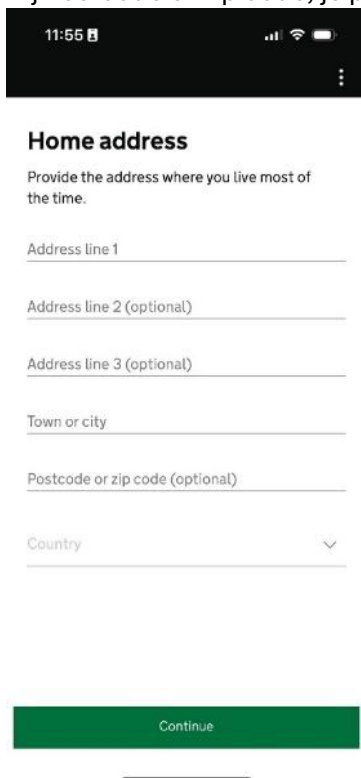 11:55
Home address
Provide the address where you live most of
the time.
Address line 1
Address line 2 (optional)
Address line 3 (optional)
Town or city
Postcode or zip code (optional)
Country
Continue